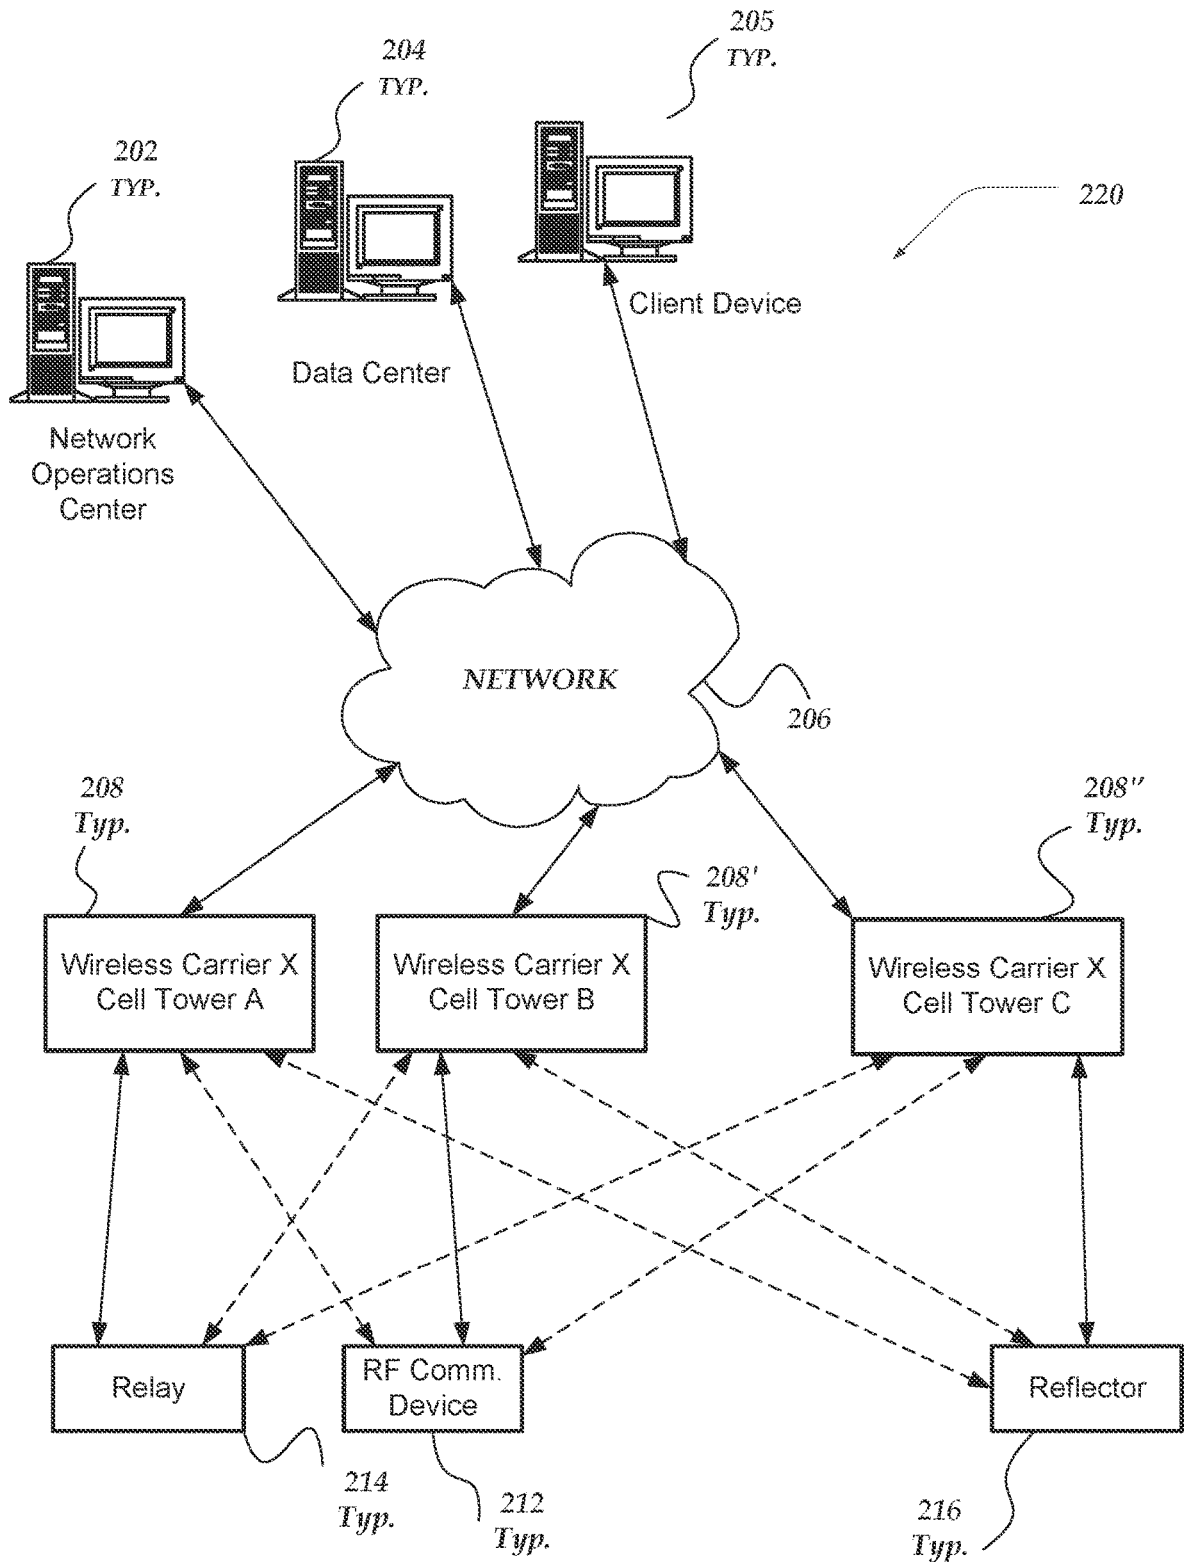 205
TYP.
204
TYP.
202
TYP.
220
Client Device
Data Center
Network
Operations
Center
NETWORK
206
208
Typ.
208'
Typ.
208"
Typ.
Wireless Carrier X
Cell Tower A
Wireless Carrier X
Cell Tower B
Wireless Carrier X
Cell Tower C
Relay
RF Comm.
Device
Reflector
214
Typ.
212
Typ.
216
Typ.